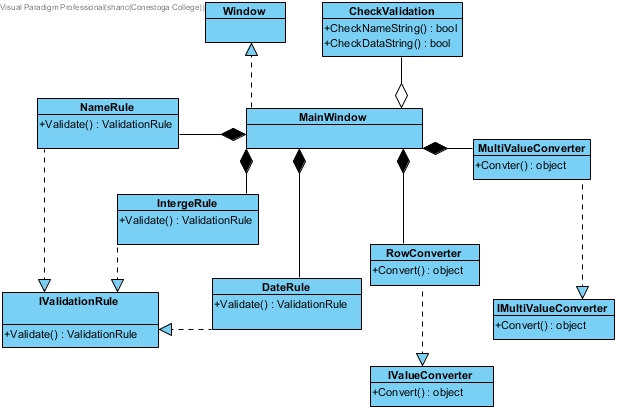 Visual Paradigm Professional(shanc(Conestoga College))
Window
CheckValidation
+CheckNameString() : bool
+CheckDataString() : bool
NameRule
+Validate() : ValidationRule
MainWindow
MultiValueConverter
+Convter() : object
IntergeRule
+Validate() : ValidationRule
RowConverter
+Convert() : object
DateRule
+Validate() : ValidationRule
IValidationRule
+Validate() : ValidationRule
IMultiValueConverter
+Convert() : object
IValueConverter
+Convert() : object